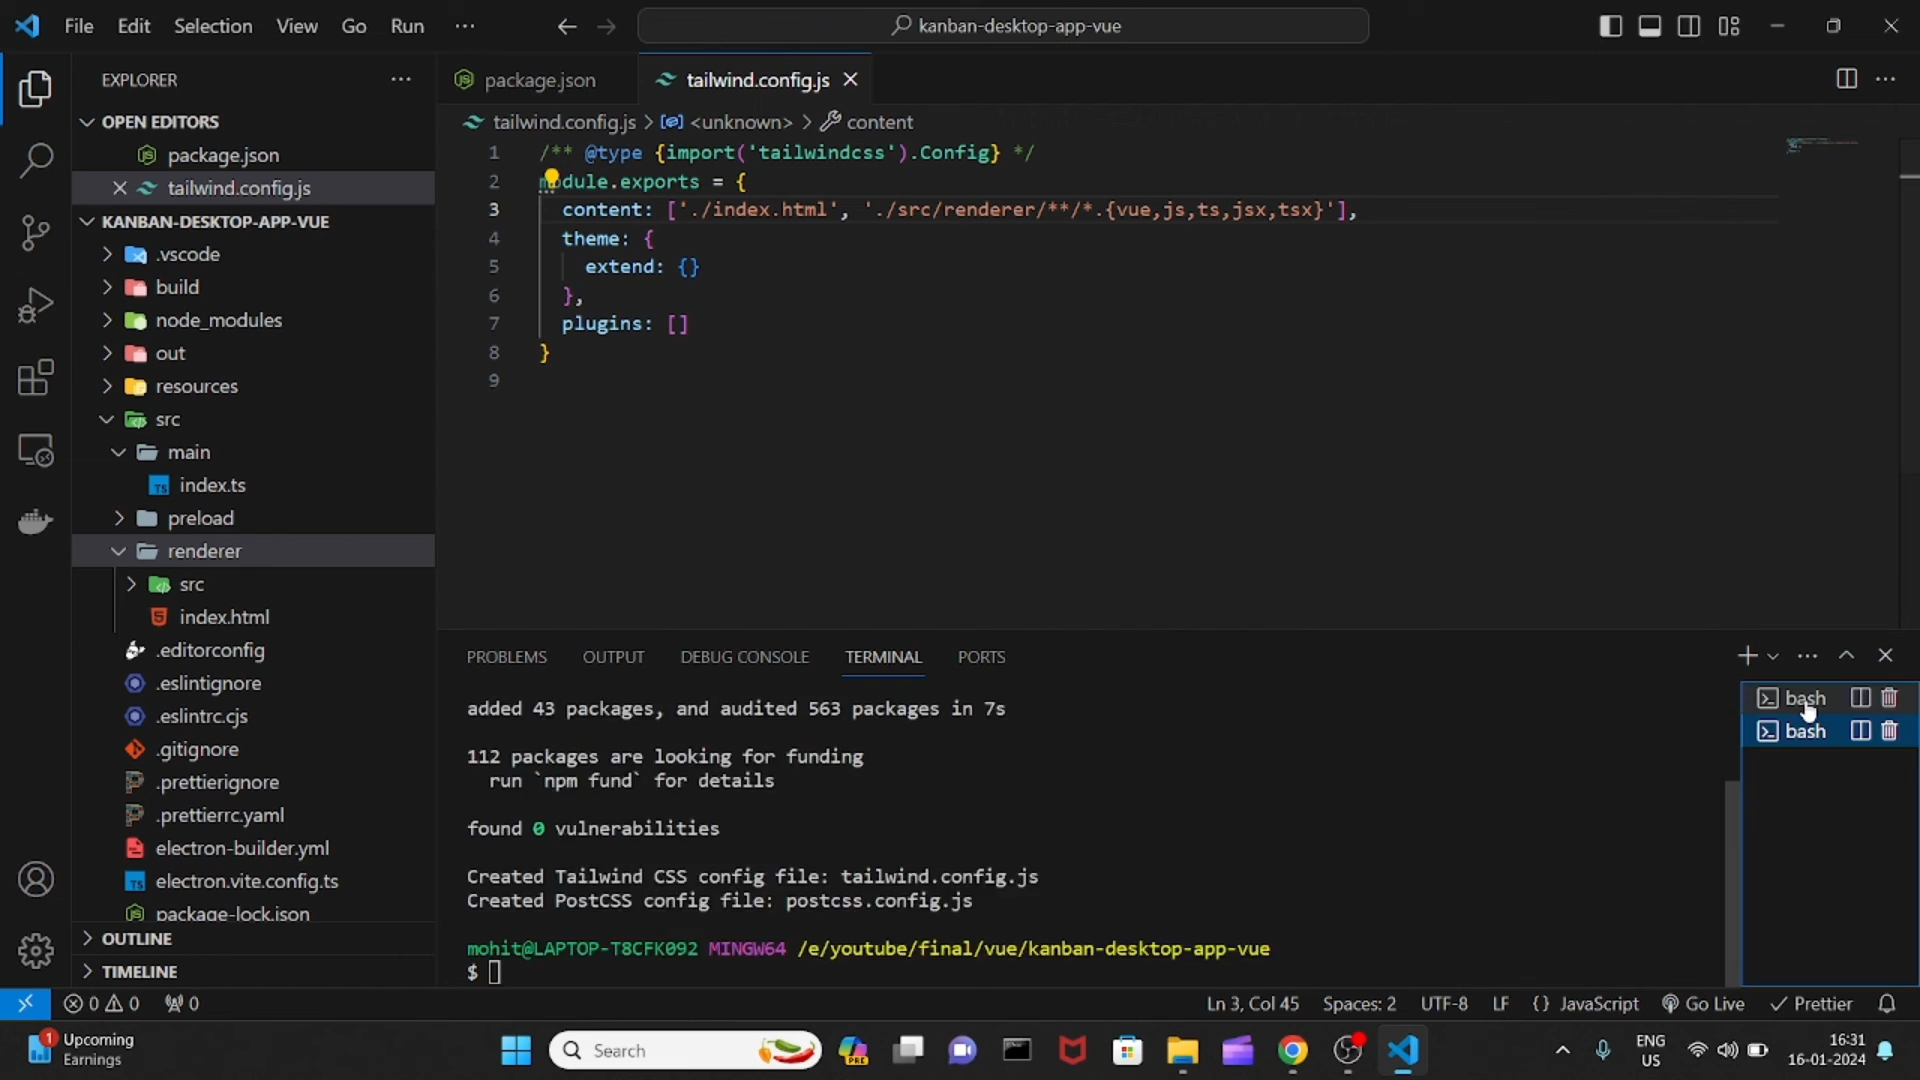 File Edit Selection View Go Run ···
kanban-desktop-app-vue
EXPLORER ···
OPEN EDITORS
package.json
tailwind.config.js
KANBAN-DESKTOP-APP-VUE
.vscode
build
node_modules
out
resources
src
main
TS index.ts
preload
renderer
src
index.html
.editorconfig
.eslintignore
.eslintrc.cjs
.gitignore
.prettierignore
.prettierrc.yaml
electron-builder.yml
TS electron.vite.config.ts
package-lock.json
OUTLINE
TIMELINE
package.json
tailwind.config.js
tailwind.config.js > <unknown> > content
1 /** @type {import('tailwindcss').Config} */
2 module.exports = {
3 content: ['./index.html', './src/renderer/**/*.{vue,js,ts,jsx,tsx}'],
4 theme: {
5 extend: {}
6 },
7 plugins: []
8 }
9
PROBLEMS OUTPUT DEBUG CONSOLE TERMINAL PORTS
added 43 packages, and audited 563 packages in 7s
112 packages are looking for funding
run `npm fund` for details
found 0 vulnerabilities
Created Tailwind CSS config file: tailwind.config.js
Created PostCSS config file: postcss.config.js
mohit@LAPTOP-T8CFK092 MINGW64 /e/youtube/final/vue/kanban-desktop-app-vue
$
bash
bash
0 0 0
Ln 3, Col 45 Spaces: 2 UTF-8 LF {} JavaScript Go Live Prettier
1 Upcoming
Earnings
Search
PRE
ENG
US
16:31
16-01-2024